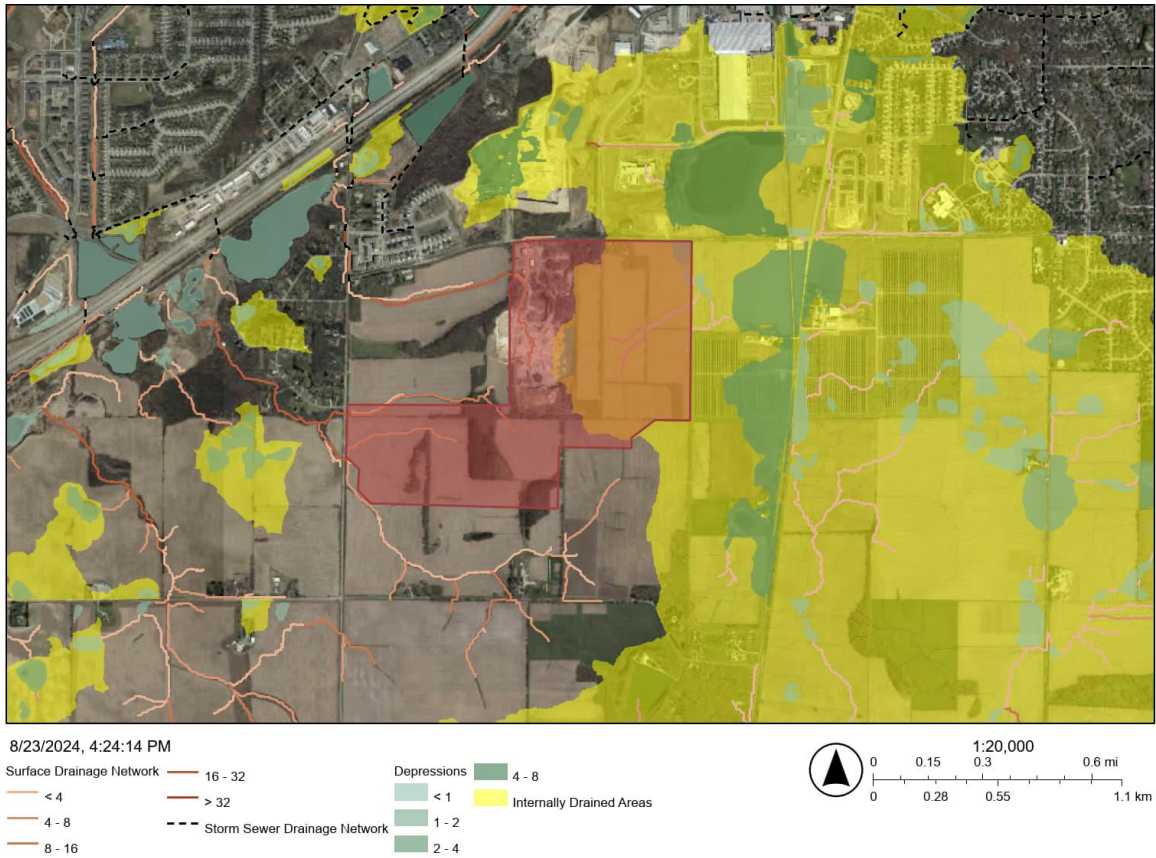 8/23/2024, 4:24:14 PM
Surface Drainage Network
< 4
4 - 8
8 - 16
16 - 32
> 32
Storm Sewer Drainage Network
Depressions
< 1
1 - 2
2 - 4
4 - 8
Internally Drained Areas
1:20,000
0 0.15 0.3 0.6 mi
0 0.28 0.55 1.1 km